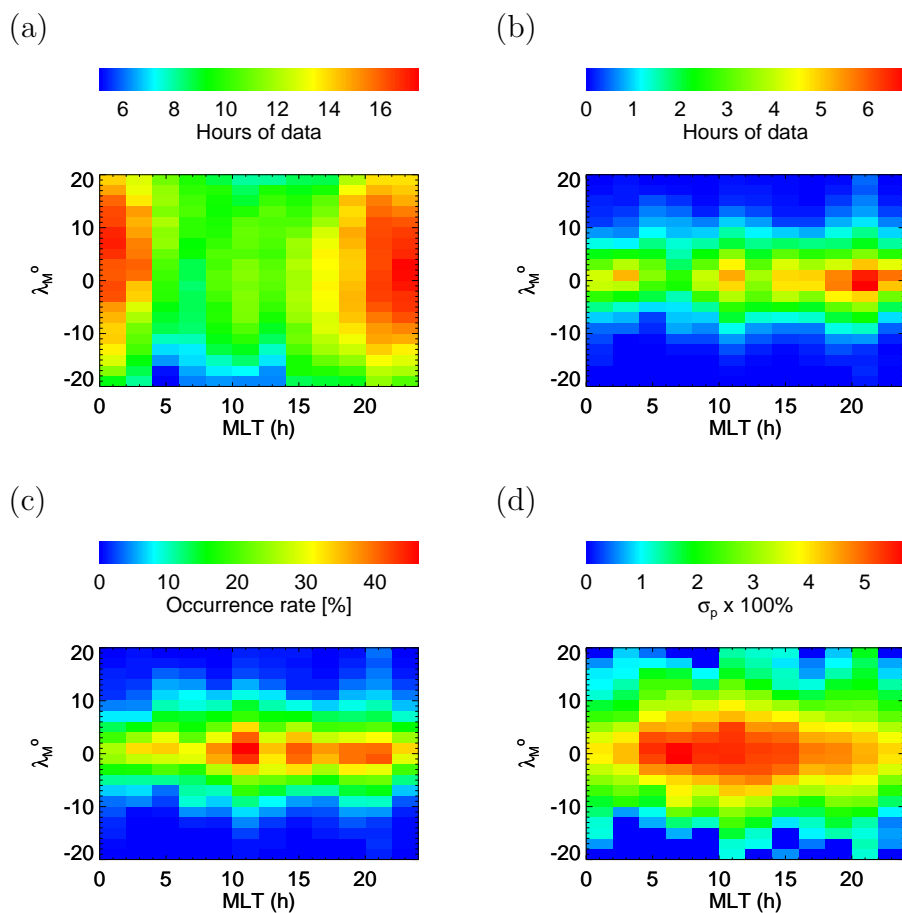 (a)
6 8 10 12 14 16
Hours of data
20
10
0
-10
-20
λM°
0 5 10 15 20
MLT (h)
(b)
0 1 2 3 4 5 6
Hours of data
20
10
0
-10
-20
λM°
0 5 10 15 20
MLT (h)
(c)
0 10 20 30 40
Occurrence rate [%]
20
10
0
-10
-20
λM°
0 5 10 15 20
MLT (h)
(d)
0 1 2 3 4 5
σp x 100%
20
10
0
-10
-20
λM°
0 5 10 15 20
MLT (h)